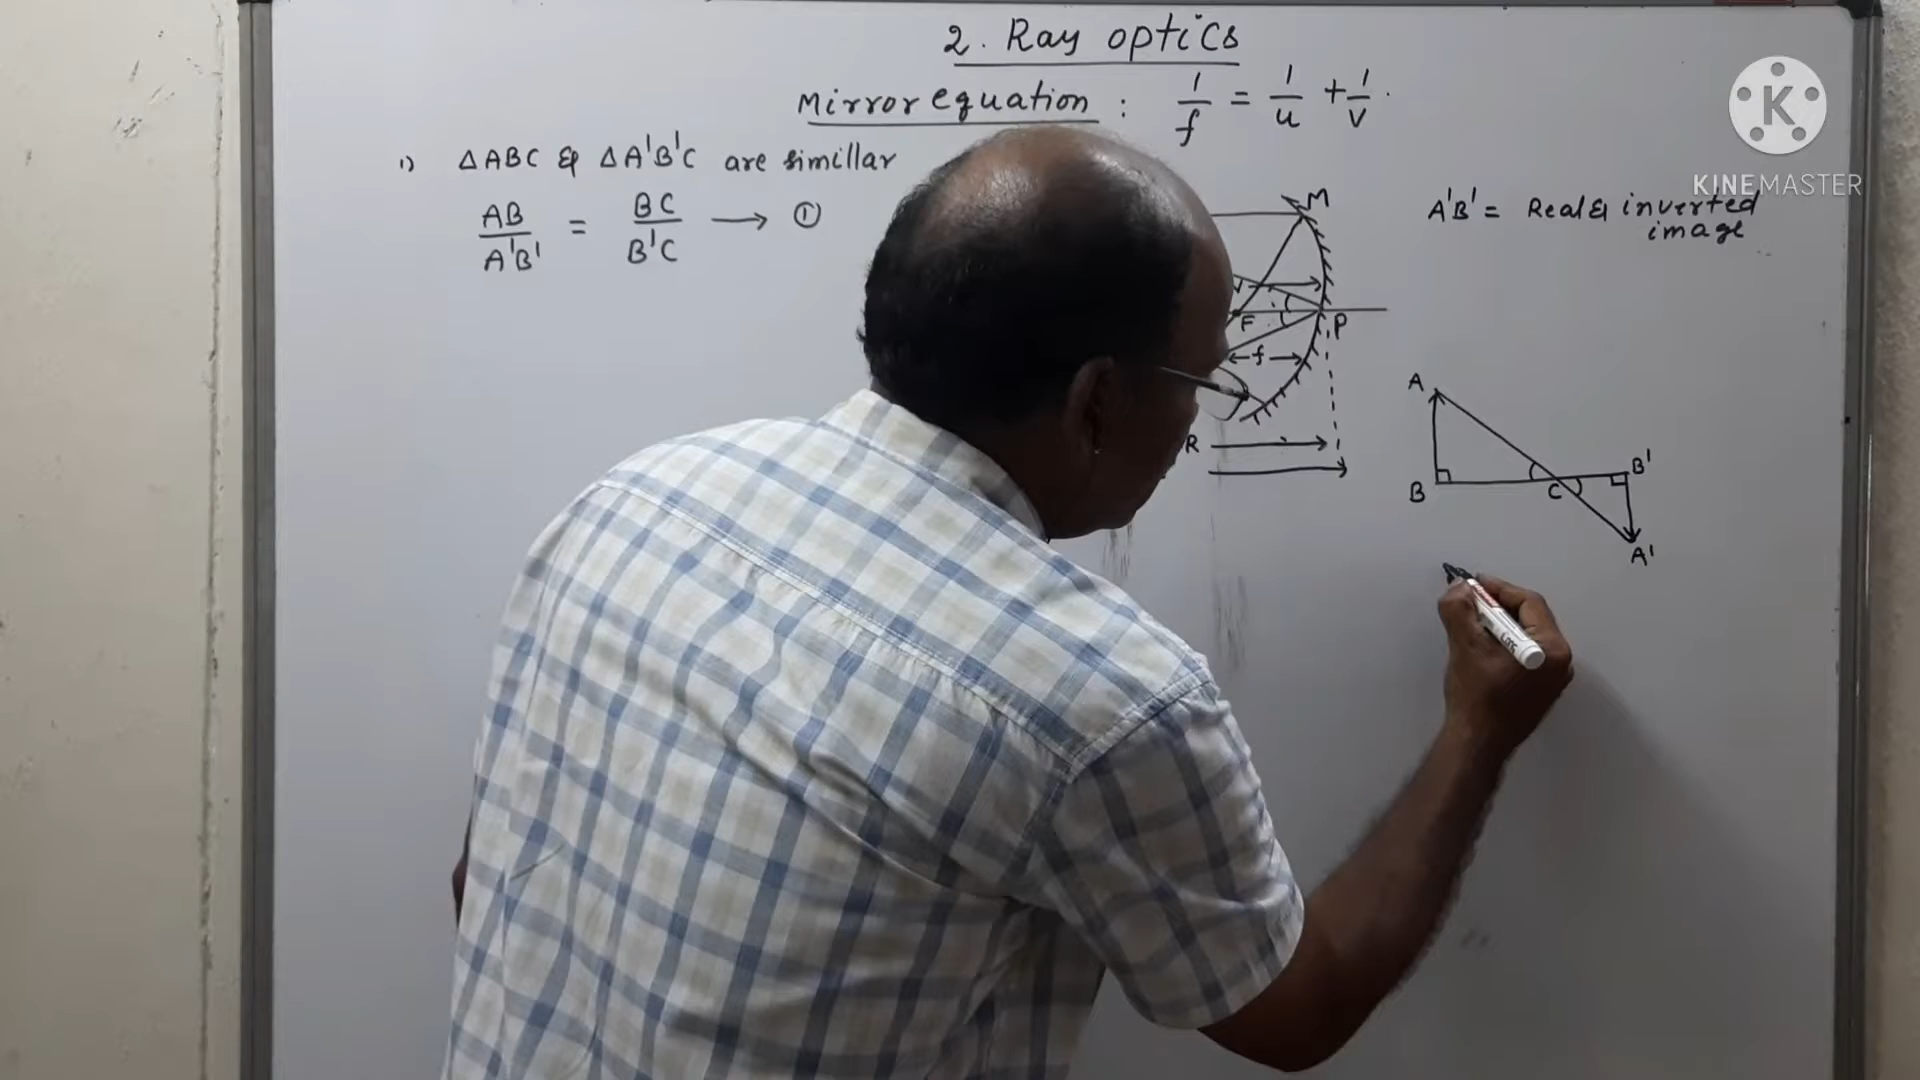 2. Ray optics
Mirror equation : 1/f = 1/u + 1/v.
1) ΔABC & ΔA'B'C are simillar
AB/A'B' = BC/B'C → ①
A'B' = Real & inverted
image
M
F
P
f
R
A
B
C
B'
A'
K
KINEMASTER